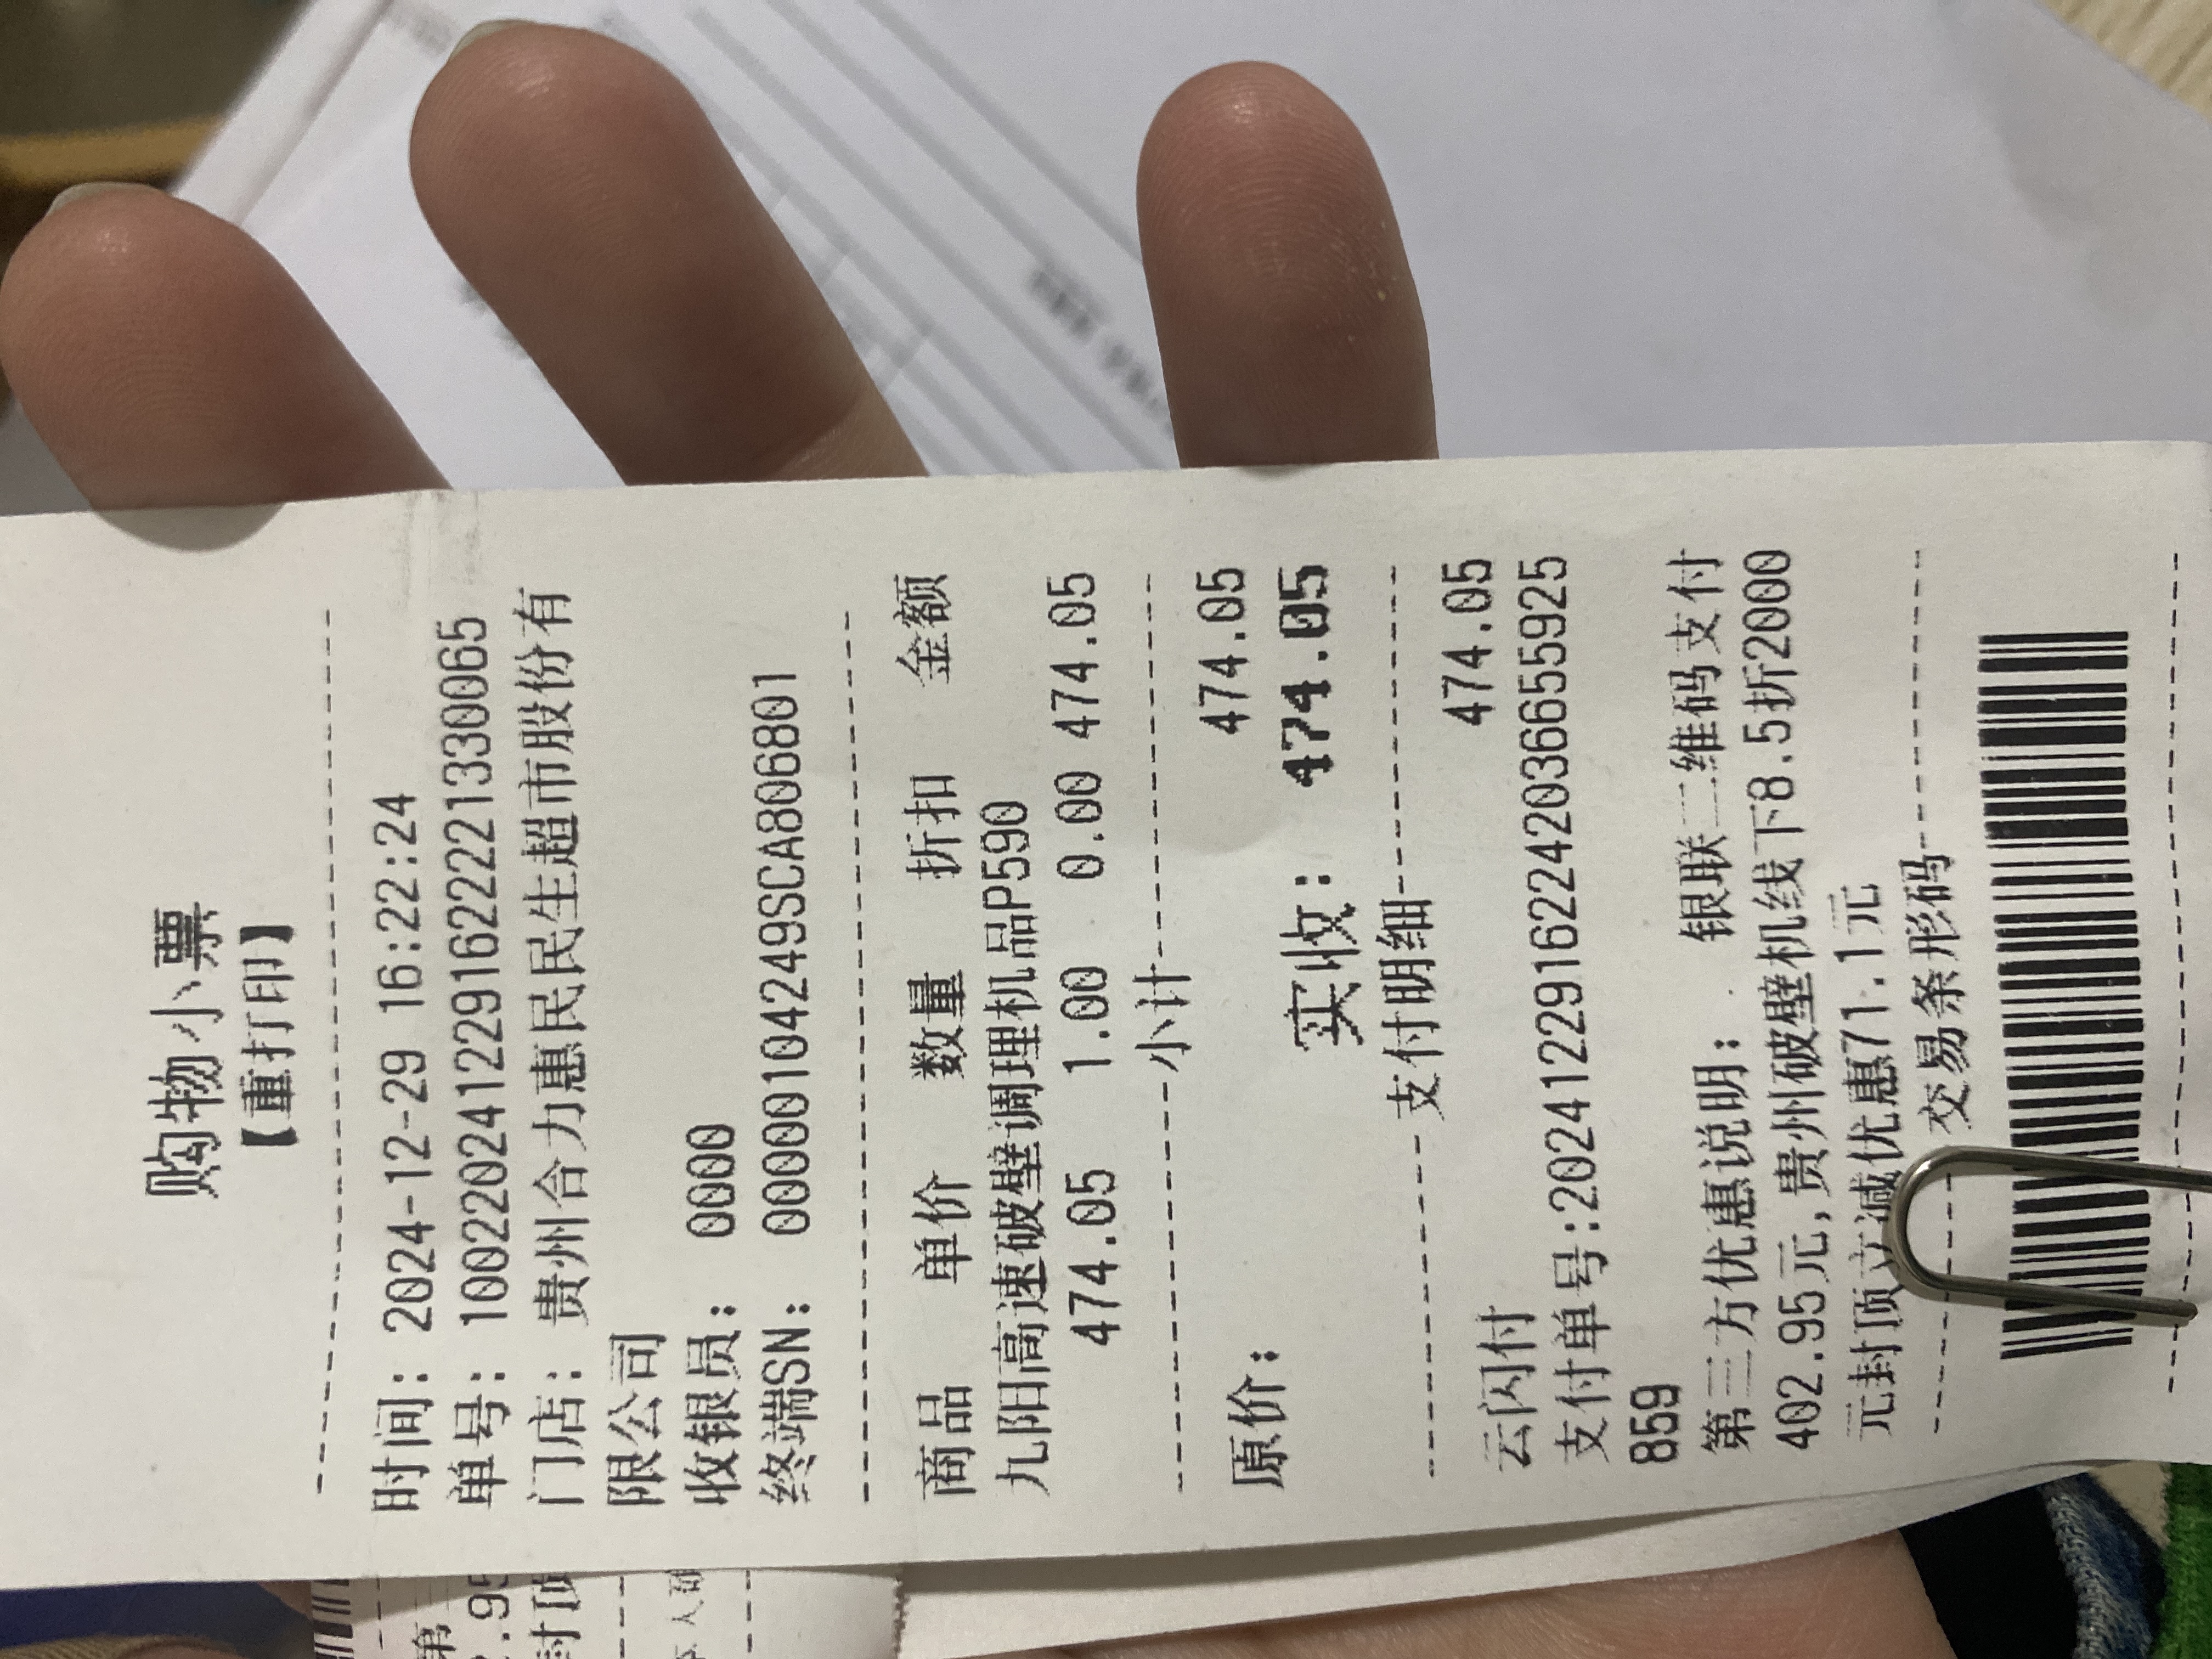 购物小票
【重打印】
时间: 2024-12-29 16:22:24
单号: 100220241229162222133​0065
门店: 贵州合力惠民民生超市股份有
限公司
收银员: 0000
终端SN: 00000104249SCA806801
商品 单价 数量 折扣 金额
九阳高速破壁调理机品P590
474.05 1.00 0.00 474.05
小计
原价: 474.05
实收: 474.05
支付明细
云闪付 474.05
支付单号:20241229162242036655925
859
第三方优惠说明: 银联二维码支付
402.95元,贵州破壁机线下8.5折2000
元封顶立减优惠71.1元
交易条形码